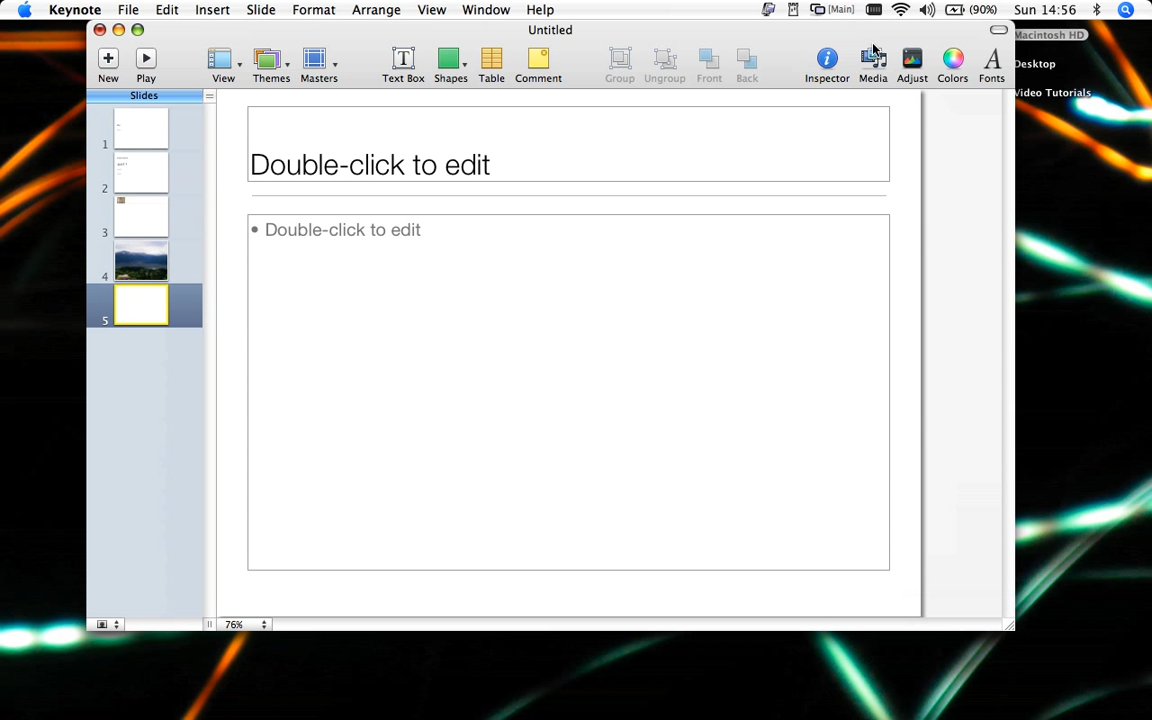 Keynote File Edit Insert Slide Format Arrange View Window Help [Main] (90%) Sun 14:56
Untitled
Macintosh HD
New Play View Themes Masters Text Box Shapes Table Comment Group Ungroup Front Back Inspector Media Adjust Colors Fonts
Desktop
Video Tutorials
Slides
1
2
3
4
5
Double-click to edit
• Double-click to edit
76%